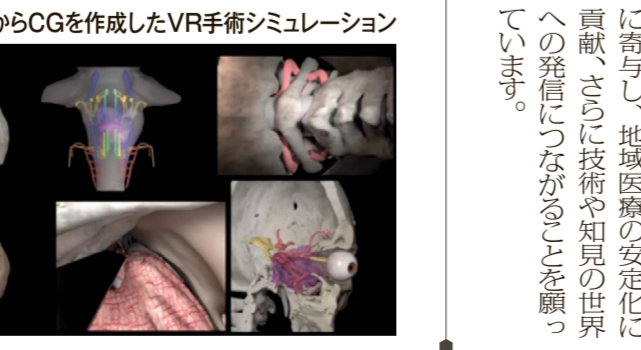 からCGを作成したVR手術シミュレーション
に寄与し、地域医療の安定化に
貢献、さらに技術や知見の世界
への発信につながることを願っ
ています。